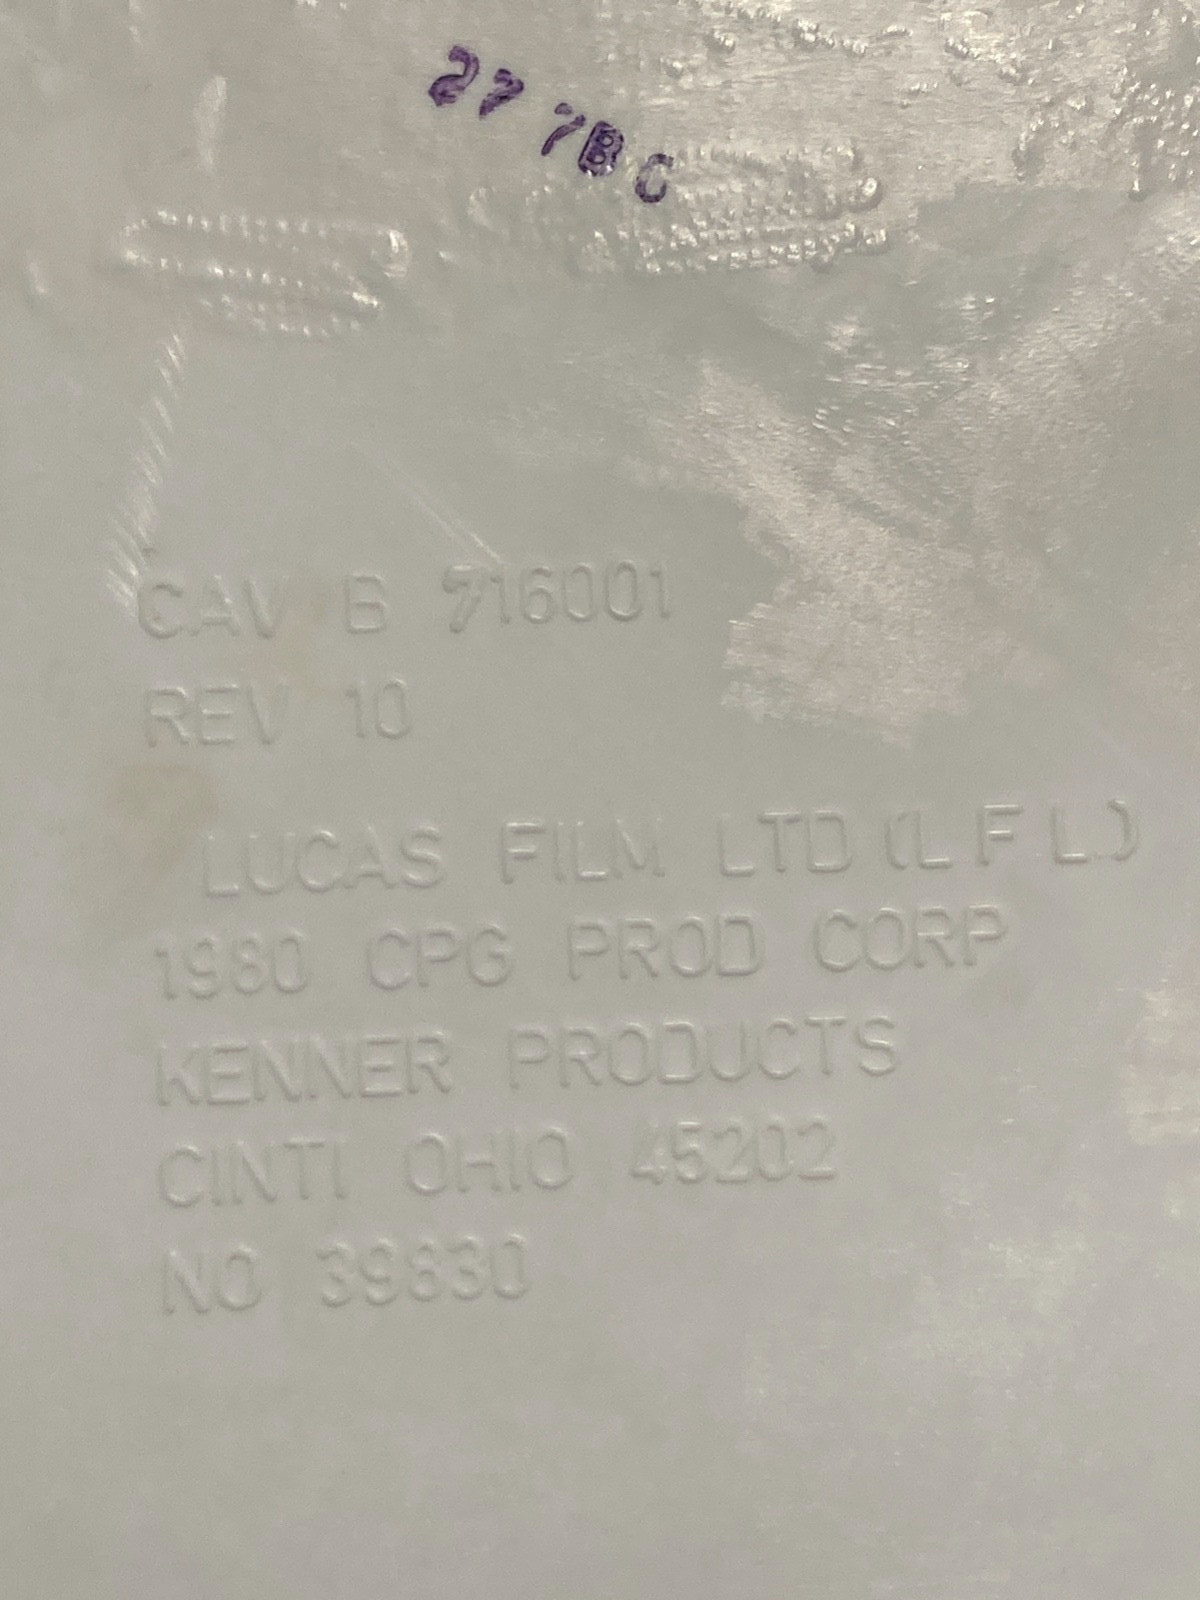 27 7BC
CAV B 716001
REV 10
LUCAS FILM LTD (L F L)
1980 CPG PROD CORP
KENNER PRODUCTS
CINTI OHIO 45202
NO 39830